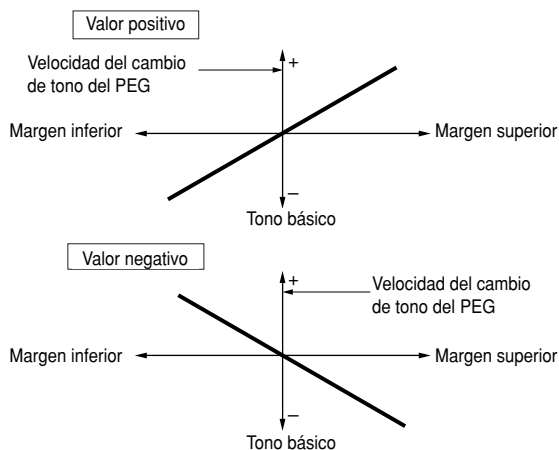 Valor positivo
Velocidad del cambio
de tono del PEG
+
Margen inferior
Margen superior
–
Tono básico
Valor negativo
+
Velocidad del cambio
de tono del PEG
Margen inferior
Margen superior
–
Tono básico